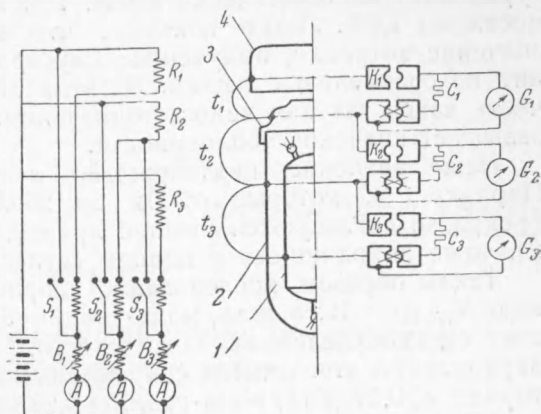 4
3
R₁
t₁
K₁
C₁
G₁
R₂
t₂
K₂
C₂
G₂
R₃
t₃
K₃
C₃
G₃
2
S₁ S₂ S₃
1
B₁ B₂ B₃
A A A